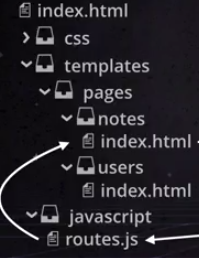 index.html
css
templates
pages
notes
index.html
users
index.html
javascript
routes.js